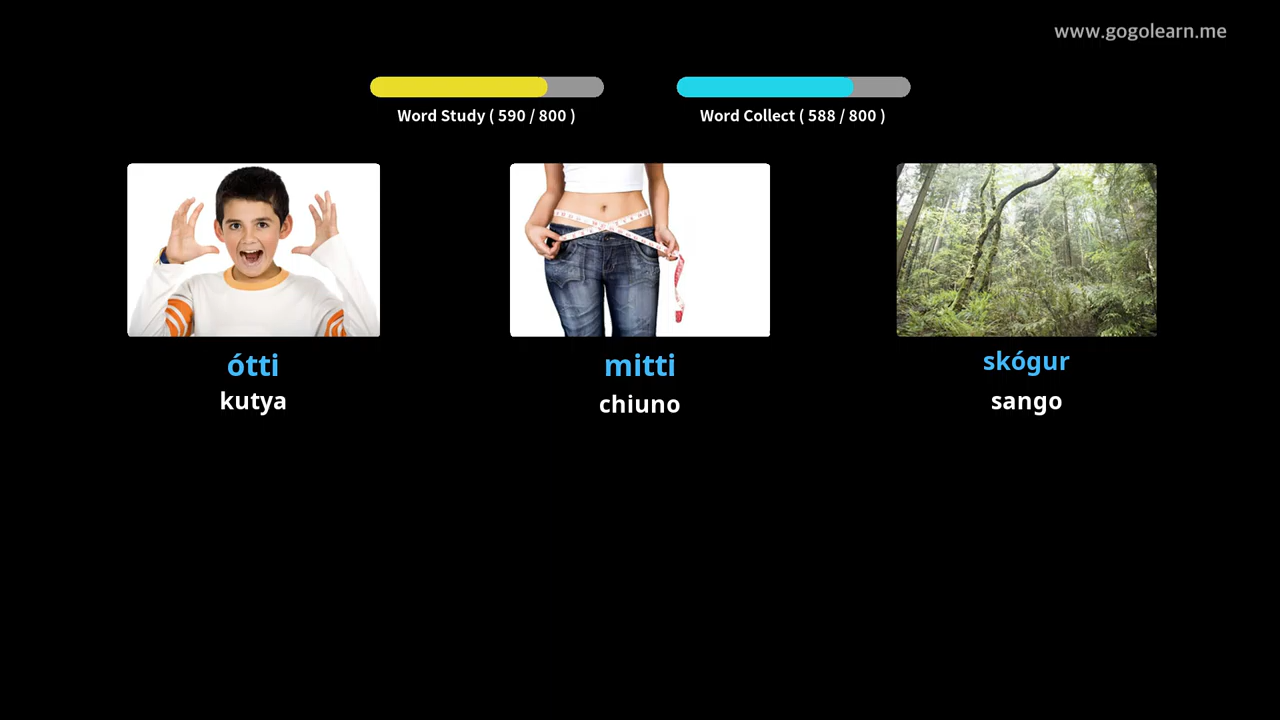 www.gogolearn.me
Word Study ( 590 / 800 )
Word Collect ( 588 / 800 )
ótti
kutya
mitti
chiuno
skógur
sango